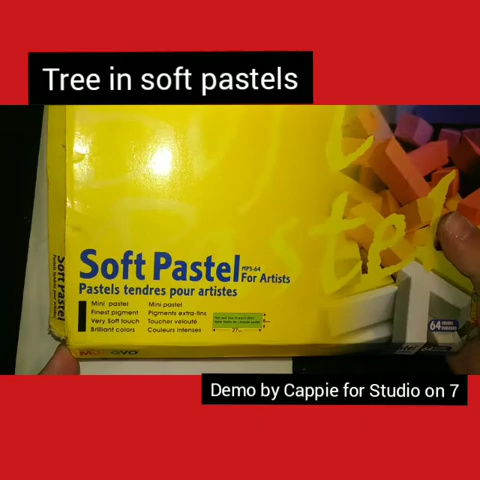 Tree in soft pastels
Soft Pastel
Soft Pastel MPS-64 For Artists
Pastels tendres pour artistes
Mini pastel Mini pastel
Finest pigment Pigments extra-fins
Very Soft touch Toucher velouté
Brilliant colors Couleurs intenses
64
Soft Pastel
Demo by Cappie for Studio on 7